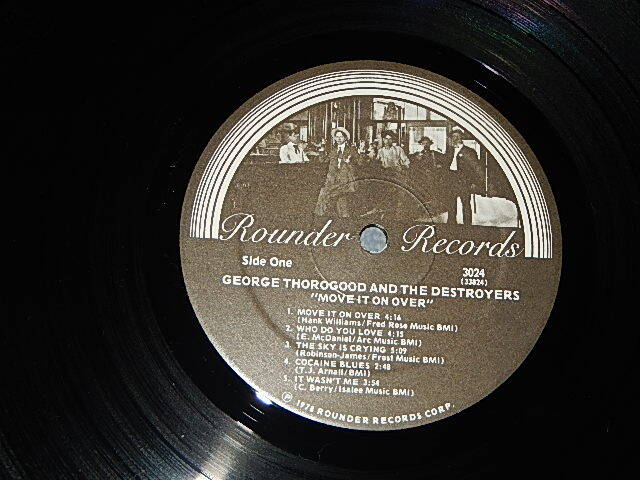 Rounder Records
Side One
3024
(33824)
GEORGE THOROGOOD AND THE DESTROYERS
"MOVE IT ON OVER"
1. MOVE IT ON OVER 4:16
(Hank Williams/Fred Rose Music BMI)
2. WHO DO YOU LOVE 4:15
(E. McDaniel/Arc Music BMI)
3. THE SKY IS CRYING 5:09
(Robinson-James/Frost Music BMI)
4. COCAINE BLUES 2:48
(T.J. Arnall/BMI)
5. IT WASN'T ME 3:54
(C. Berry/Isalee Music BMI)
Ⓟ 1978 ROUNDER RECORDS CORP.